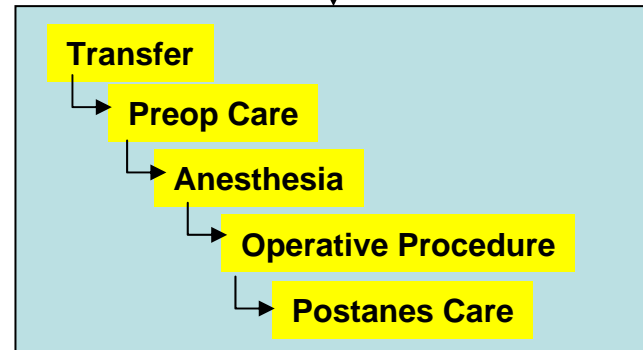 Transfer
Preop Care
Anesthesia
Operative Procedure
Postanes Care